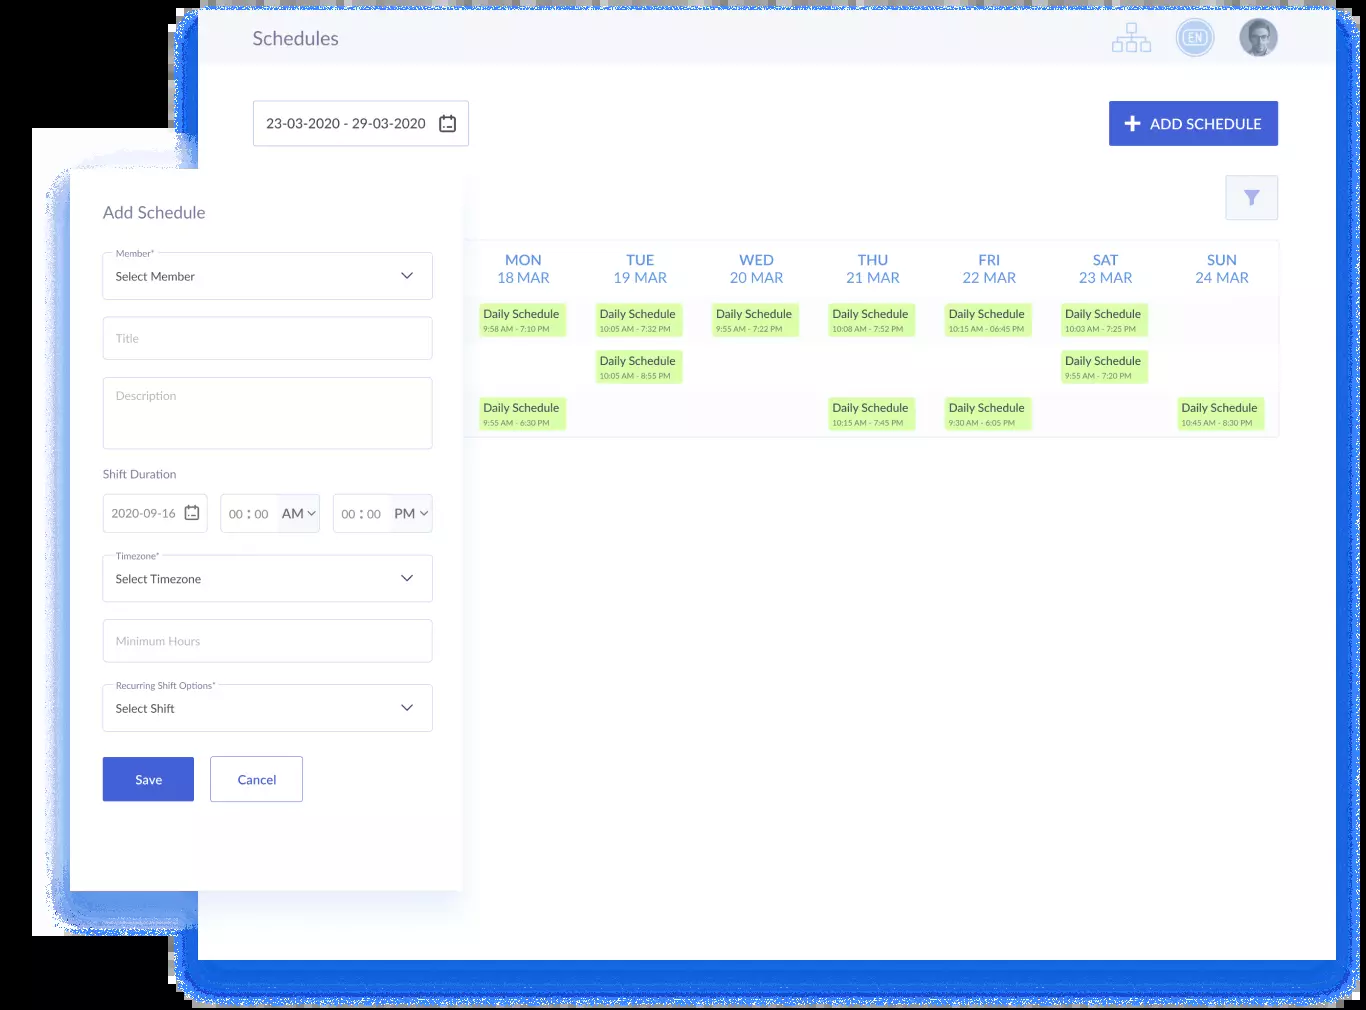 Schedules
EN
23-03-2020 - 29-03-2020
ADD SCHEDULE
Add Schedule
Member*
Select Member
Title
Description
Shift Duration
2020-09-16
00 : 00 AM
00 : 00 PM
Timezone*
Select Timezone
Minimum Hours
Recurring Shift Options*
Select Shift
Save
Cancel
MON TUE WED THU FRI SAT SUN
18 MAR 19 MAR 20 MAR 21 MAR 22 MAR 23 MAR 24 MAR
Daily Schedule Daily Schedule Daily Schedule Daily Schedule Daily Schedule Daily Schedule
9:58 AM - 7:10 PM 10:05 AM - 7:32 PM 9:55 AM - 7:22 PM 10:08 AM - 7:52 PM 10:15 AM - 06:45 PM 10:03 AM - 7:25 PM
Daily Schedule Daily Schedule
10:05 AM - 8:55 PM 9:55 AM - 7:20 PM
Daily Schedule Daily Schedule Daily Schedule Daily Schedule
9:55 AM - 6:30 PM 10:15 AM - 7:45 PM 9:30 AM - 6:05 PM 10:45 AM - 8:30 PM